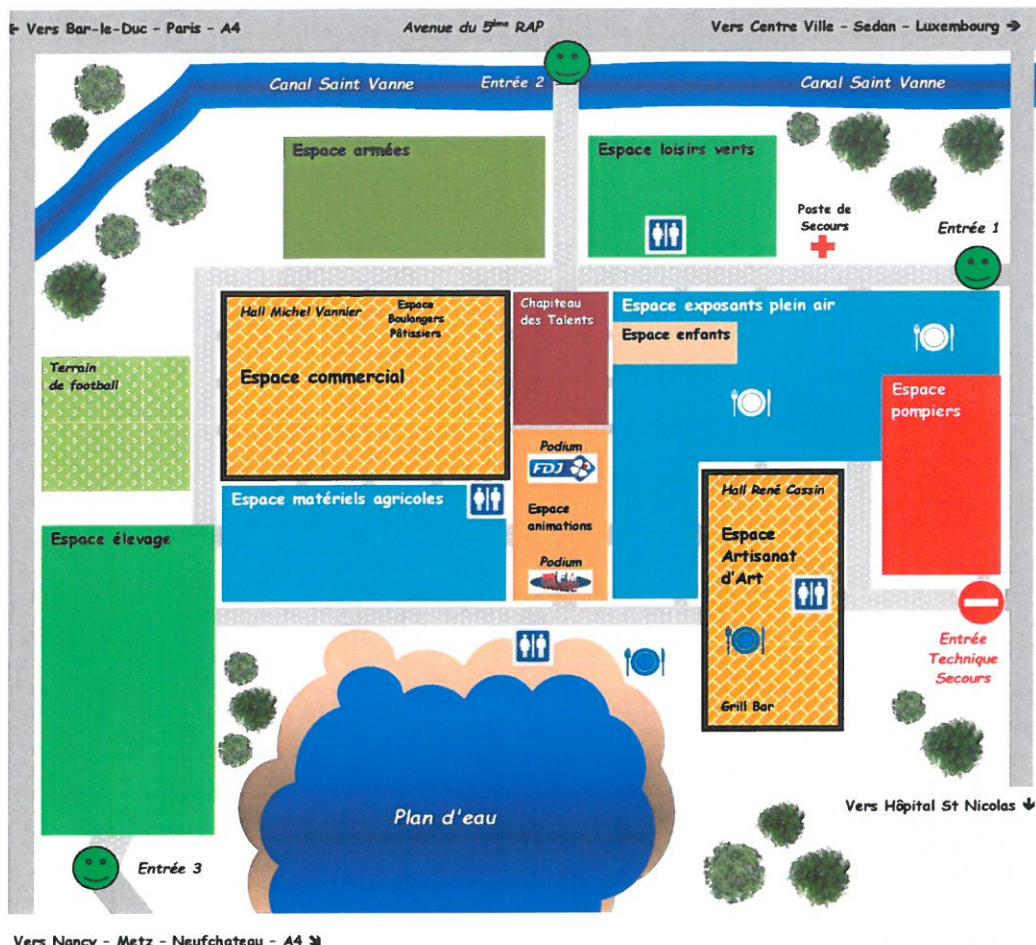 ← Vers Bar-le-Duc - Paris - A4
Avenue du 5ème RAP
Vers Centre Ville - Sedan - Luxembourg →
Canal Saint Vanne
Entrée 2
Canal Saint Vanne
Espace armées
Espace loisirs verts
Poste de
Secours
Entrée 1
Hall Michel Vannier
Espace
Boulangers
Pâtissiers
Espace commercial
Chapiteau
des Talents
Espace exposants plein air
Espace enfants
Terrain
de football
Espace
pompiers
Podium
FDJ
Espace matériels agricoles
Espace
animations
Podium
Hall René Cassin
Espace
Artisanat
d'Art
Espace élevage
Entrée
Technique
Secours
Grill Bar
Plan d'eau
Vers Hôpital St Nicolas ↓
Entrée 3
Vers Nancy - Metz - Neufchateau - A4 ↘